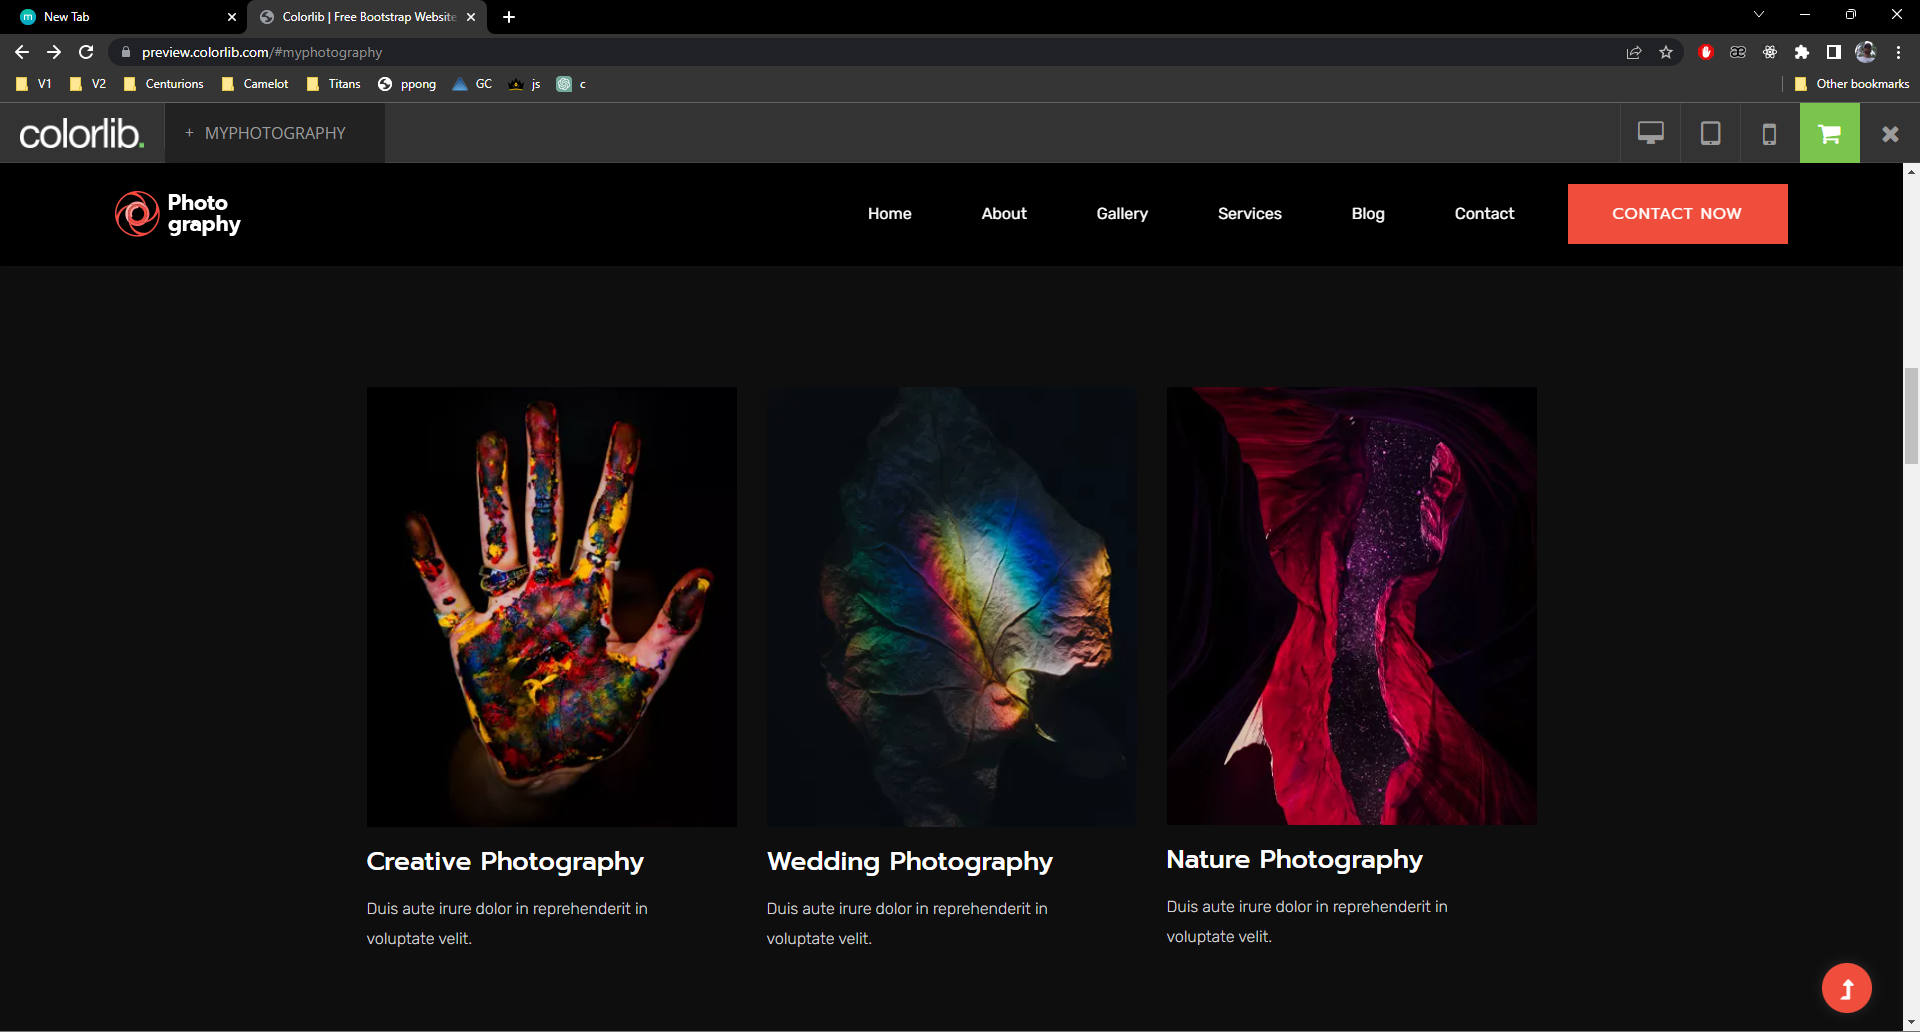 New Tab
Colorlib | Free Bootstrap Website
preview.colorlib.com/#myphotography
V1 V2 Centurions Camelot Titans ppong GC js c Other bookmarks
colorlib. + MYPHOTOGRAPHY
Photo
graphy
Home About Gallery Services Blog Contact CONTACT NOW
Creative Photography
Duis aute irure dolor in reprehenderit in
voluptate velit.
Wedding Photography
Duis aute irure dolor in reprehenderit in
voluptate velit.
Nature Photography
Duis aute irure dolor in reprehenderit in
voluptate velit.